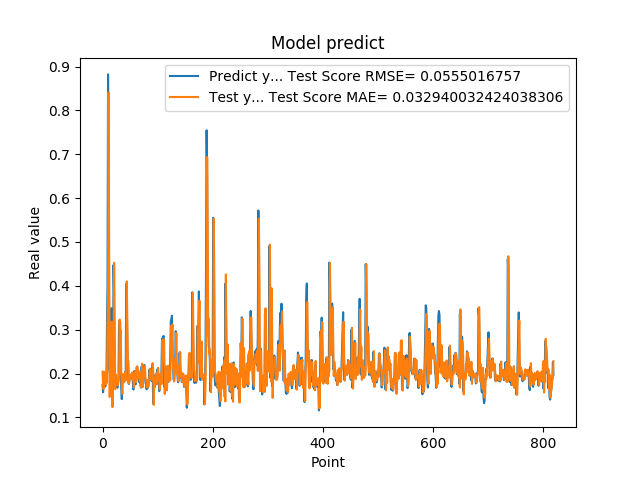 Model predict
Predict y... Test Score RMSE= 0.0555016757
Test y... Test Score MAE= 0.032940032424038306
0.9
0.8
0.7
0.6
0.5
0.4
0.3
0.2
0.1
Real value
0 200 400 600 800
Point